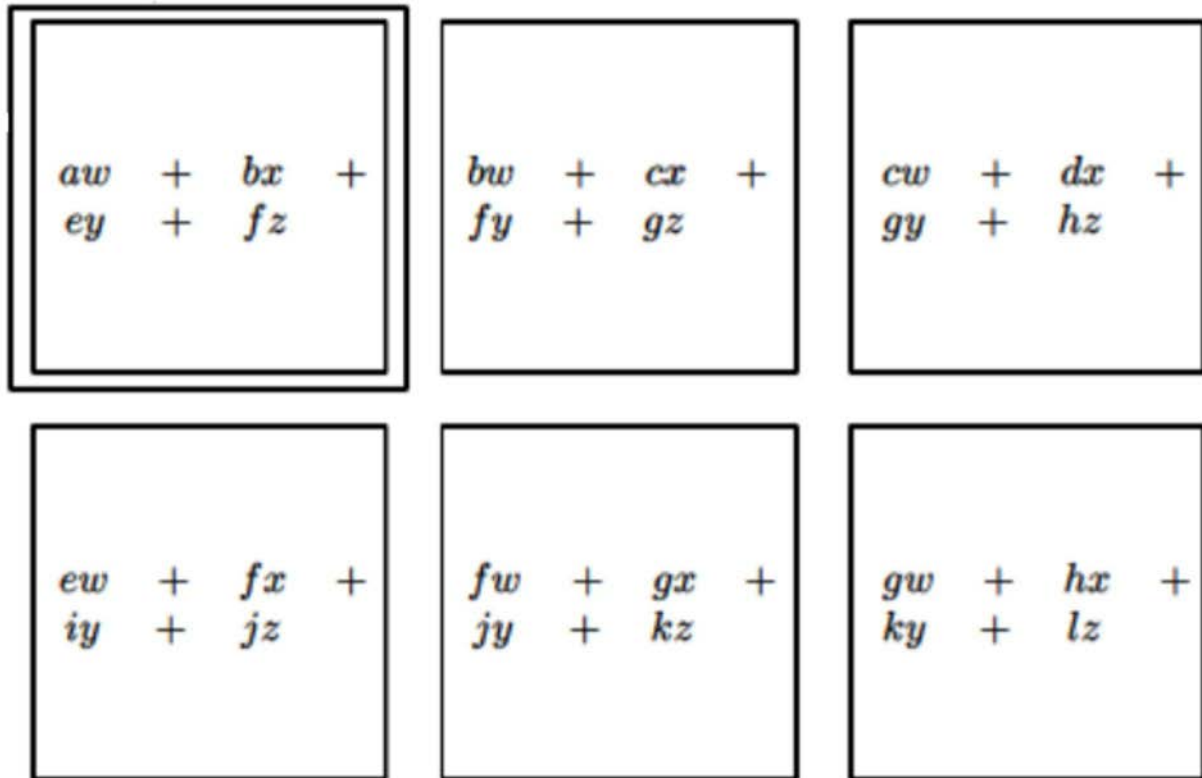 aw + bx + bw + cx + cw + dx +
ey + fz fy + gz gy + hz
ew + fx + fw + gx + gw + hx +
iy + jz jy + kz ky + lz